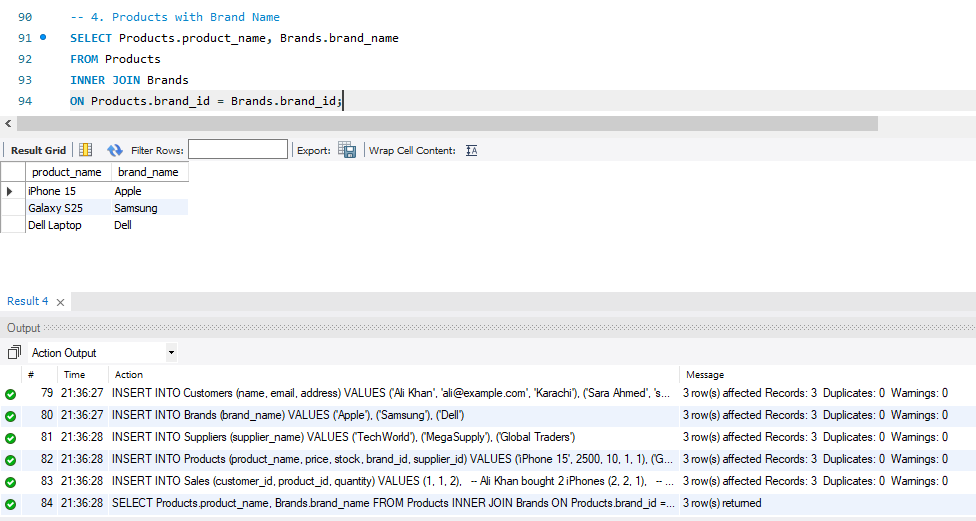 90 -- 4. Products with Brand Name
91 SELECT Products.product_name, Brands.brand_name
92 FROM Products
93 INNER JOIN Brands
94 ON Products.brand_id = Brands.brand_id;
Result Grid Filter Rows: Export: Wrap Cell Content:
product_name brand_name
iPhone 15 Apple
Galaxy S25 Samsung
Dell Laptop Dell
Result 4
Output
Action Output
# Time Action Message
79 21:36:27 INSERT INTO Customers (name, email, address) VALUES ('Ali Khan', 'ali@example.com', 'Karachi'), ('Sara Ahmed', 's... 3 row(s) affected Records: 3 Duplicates: 0 Warnings: 0
80 21:36:27 INSERT INTO Brands (brand_name) VALUES ('Apple'), ('Samsung'), ('Dell') 3 row(s) affected Records: 3 Duplicates: 0 Warnings: 0
81 21:36:28 INSERT INTO Suppliers (supplier_name) VALUES ('TechWorld'), ('MegaSupply'), ('Global Traders') 3 row(s) affected Records: 3 Duplicates: 0 Warnings: 0
82 21:36:28 INSERT INTO Products (product_name, price, stock, brand_id, supplier_id) VALUES ('iPhone 15', 2500, 10, 1, 1), ('G... 3 row(s) affected Records: 3 Duplicates: 0 Warnings: 0
83 21:36:28 INSERT INTO Sales (customer_id, product_id, quantity) VALUES (1, 1, 2), -- Ali Khan bought 2 iPhones (2, 2, 1), -- ... 3 row(s) affected Records: 3 Duplicates: 0 Warnings: 0
84 21:36:28 SELECT Products.product_name, Brands.brand_name FROM Products INNER JOIN Brands ON Products.brand_id =... 3 row(s) returned